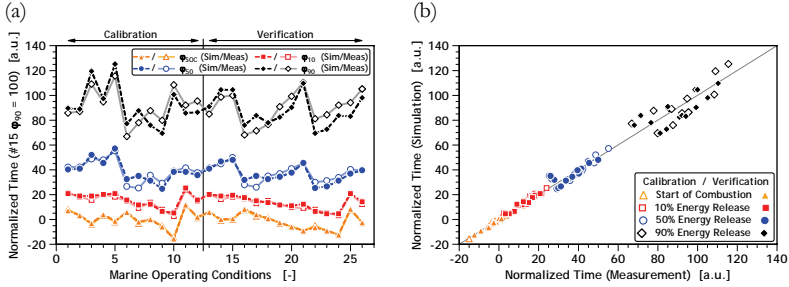 (a)
Calibration
Verification
/ φSOC (Sim/Meas) / φ10 (Sim/Meas)
/ φ50 (Sim/Meas) / φ90 (Sim/Meas)
Normalized Time (#15 φ90 = 100) [a.u.]
140
120
100
80
60
40
20
0
-20
0 5 10 15 20 25
Marine Operating Conditions [-]
(b)
Normalized Time (Simulation) [a.u.]
140
120
100
80
60
40
20
0
-20
Calibration / Verification
Start of Combustion
10% Energy Release
50% Energy Release
90% Energy Release
-20 0 20 40 60 80 100 120 140
Normalized Time (Measurement) [a.u.]